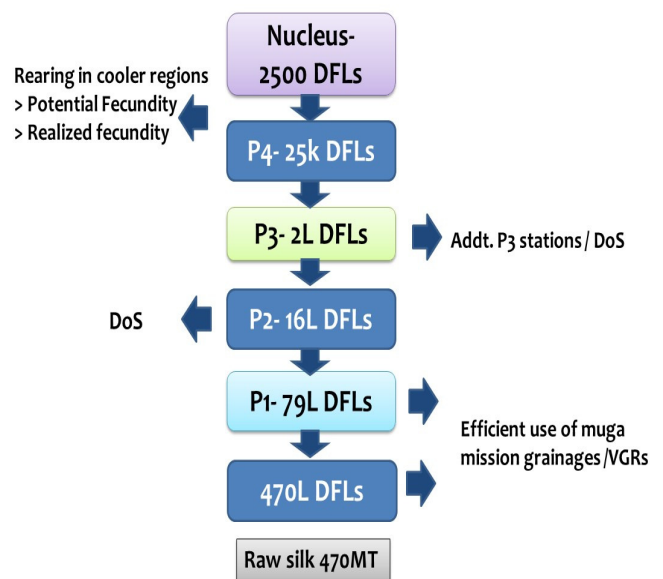 Nucleus-
2500 DFLs
Rearing in cooler regions
> Potential Fecundity
> Realized fecundity
P4- 25k DFLs
P3- 2L DFLs
Addt. P3 stations / DoS
DoS
P2- 16L DFLs
P1- 79L DFLs
Efficient use of muga
mission grainages /VGRs
470L DFLs
Raw silk 470MT